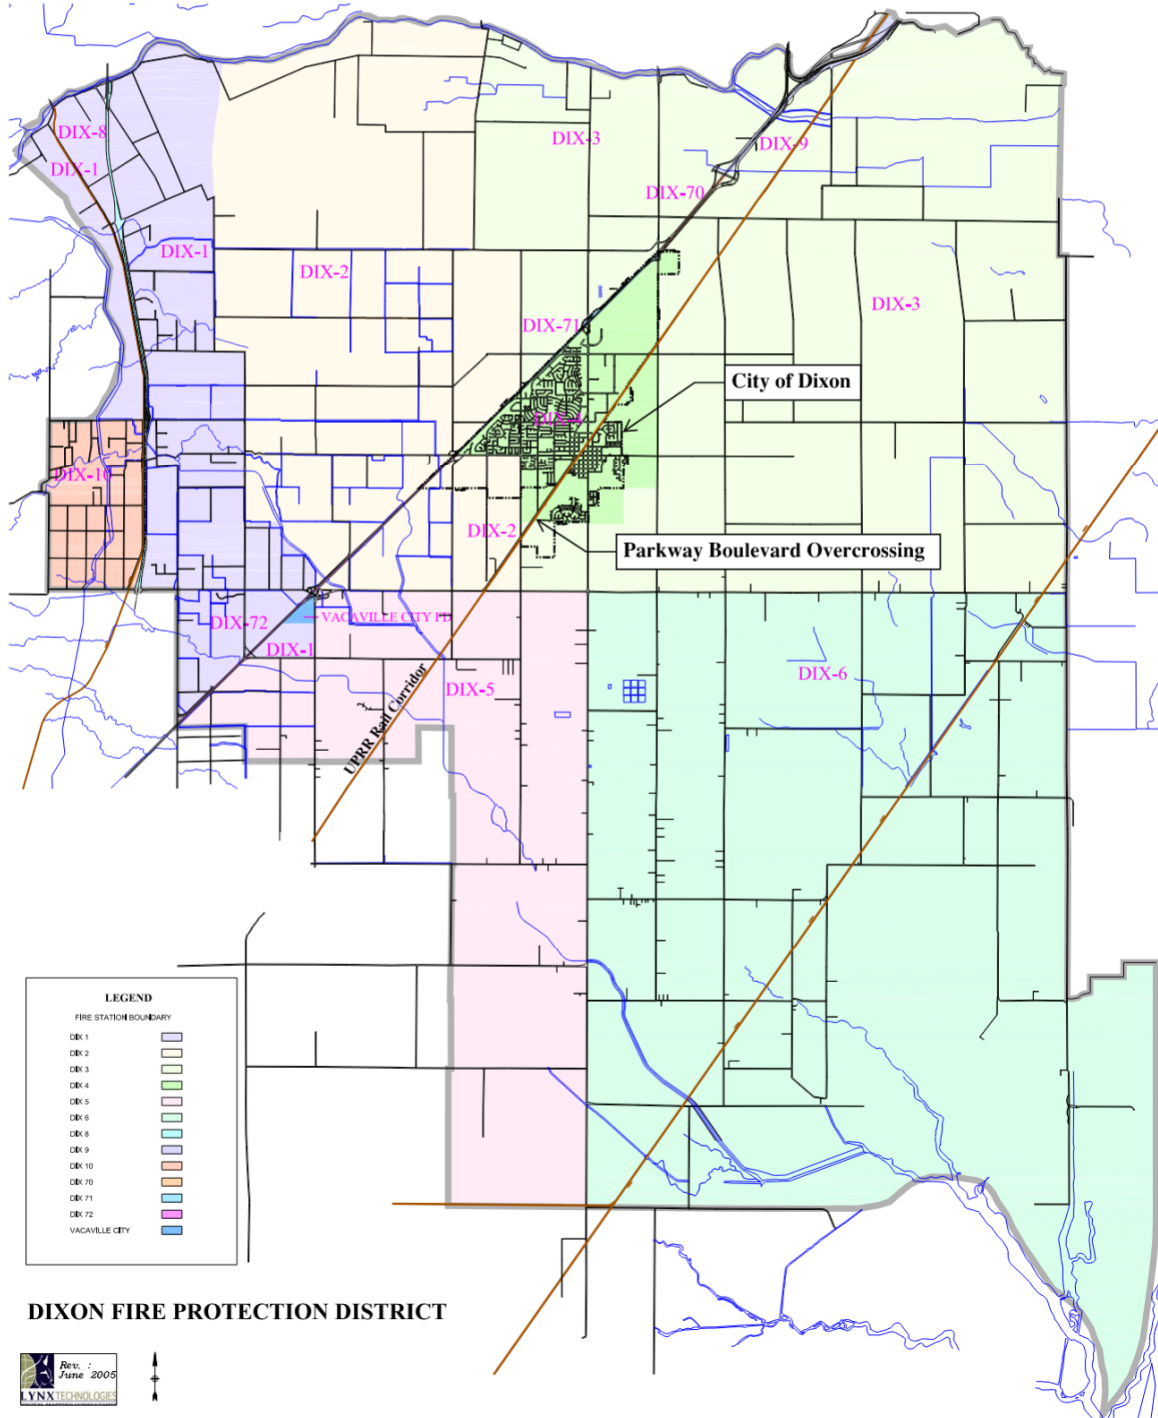 DIX-8
DIX-3
DIX-9
DIX-1
DIX-70
DIX-1
DIX-2
DIX-3
DIX-71
City of Dixon
DIX-4
DIX-10
DIX-2
Parkway Boulevard Overcrossing
DIX-72
VACAVILLE CITY FD
DIX-1
DIX-6
DIX-5
UPRR Rail Corridor
LEGEND
FIRE STATION BOUNDARY
DIX 1
DIX 2
DIX 3
DIX 4
DIX 5
DIX 6
DIX 8
DIX 9
DIX 10
DIX 70
DIX 71
DIX 72
VACAVILLE CITY
DIXON FIRE PROTECTION DISTRICT
Rev. :
June 2005
LYNX TECHNOLOGIES